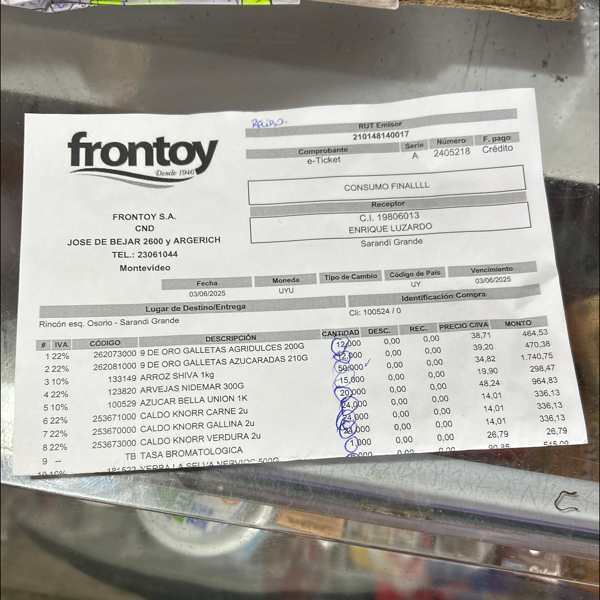 frontoy
Desde 1946
FRONTOY S.A.
CND
JOSE DE BEJAR 2600 y ARGERICH
TEL.: 23061044
Montevideo
RUT Emisor
210148140017
Comprobante Serie Número F. pago
e-Ticket A 2405218 Crédito
CONSUMO FINALLLL
Receptor
C.I. 19806013
ENRIQUE LUZARDO
Sarandí Grande
Fecha Moneda Tipo de Cambio Código de País Vencimiento
03/06/2025 UYU UY 03/06/2025
Lugar de Destino/Entrega Identificación Compra
Rincón esq. Osorio - Sarandi Grande Cli: 100524 / 0
# IVA CÓDIGO DESCRIPCIÓN CANTIDAD DESC. REC. PRECIO C/IVA MONTO.
1 22% 262073000 9 DE ORO GALLETAS AGRIDULCES 200G 12,000 0,00 0,00 38,71 464,53
2 22% 262081000 9 DE ORO GALLETAS AZUCARADAS 210G 12,000 0,00 0,00 39,20 470,38
3 10% 133149 ARROZ SHIVA 1kg 50,000 0,00 0,00 34,82 1.740,75
4 22% 123820 ARVEJAS NIDEMAR 300G 15,000 0,00 0,00 19,90 298,47
5 10% 100529 AZUCAR BELLA UNION 1K 20,000 0,00 0,00 48,24 964,83
6 22% 253671000 CALDO KNORR CARNE 2u 24,000 0,00 0,00 14,01 336,13
7 22% 253670000 CALDO KNORR GALLINA 2u 24,000 0,00 0,00 14,01 336,13
8 22% 253673000 CALDO KNORR VERDURA 2u 24,000 0,00 0,00 14,01 336,13
9 -- TB TASA BROMATOLOGICA 1,000 0,00 0,00 26,79 26,79